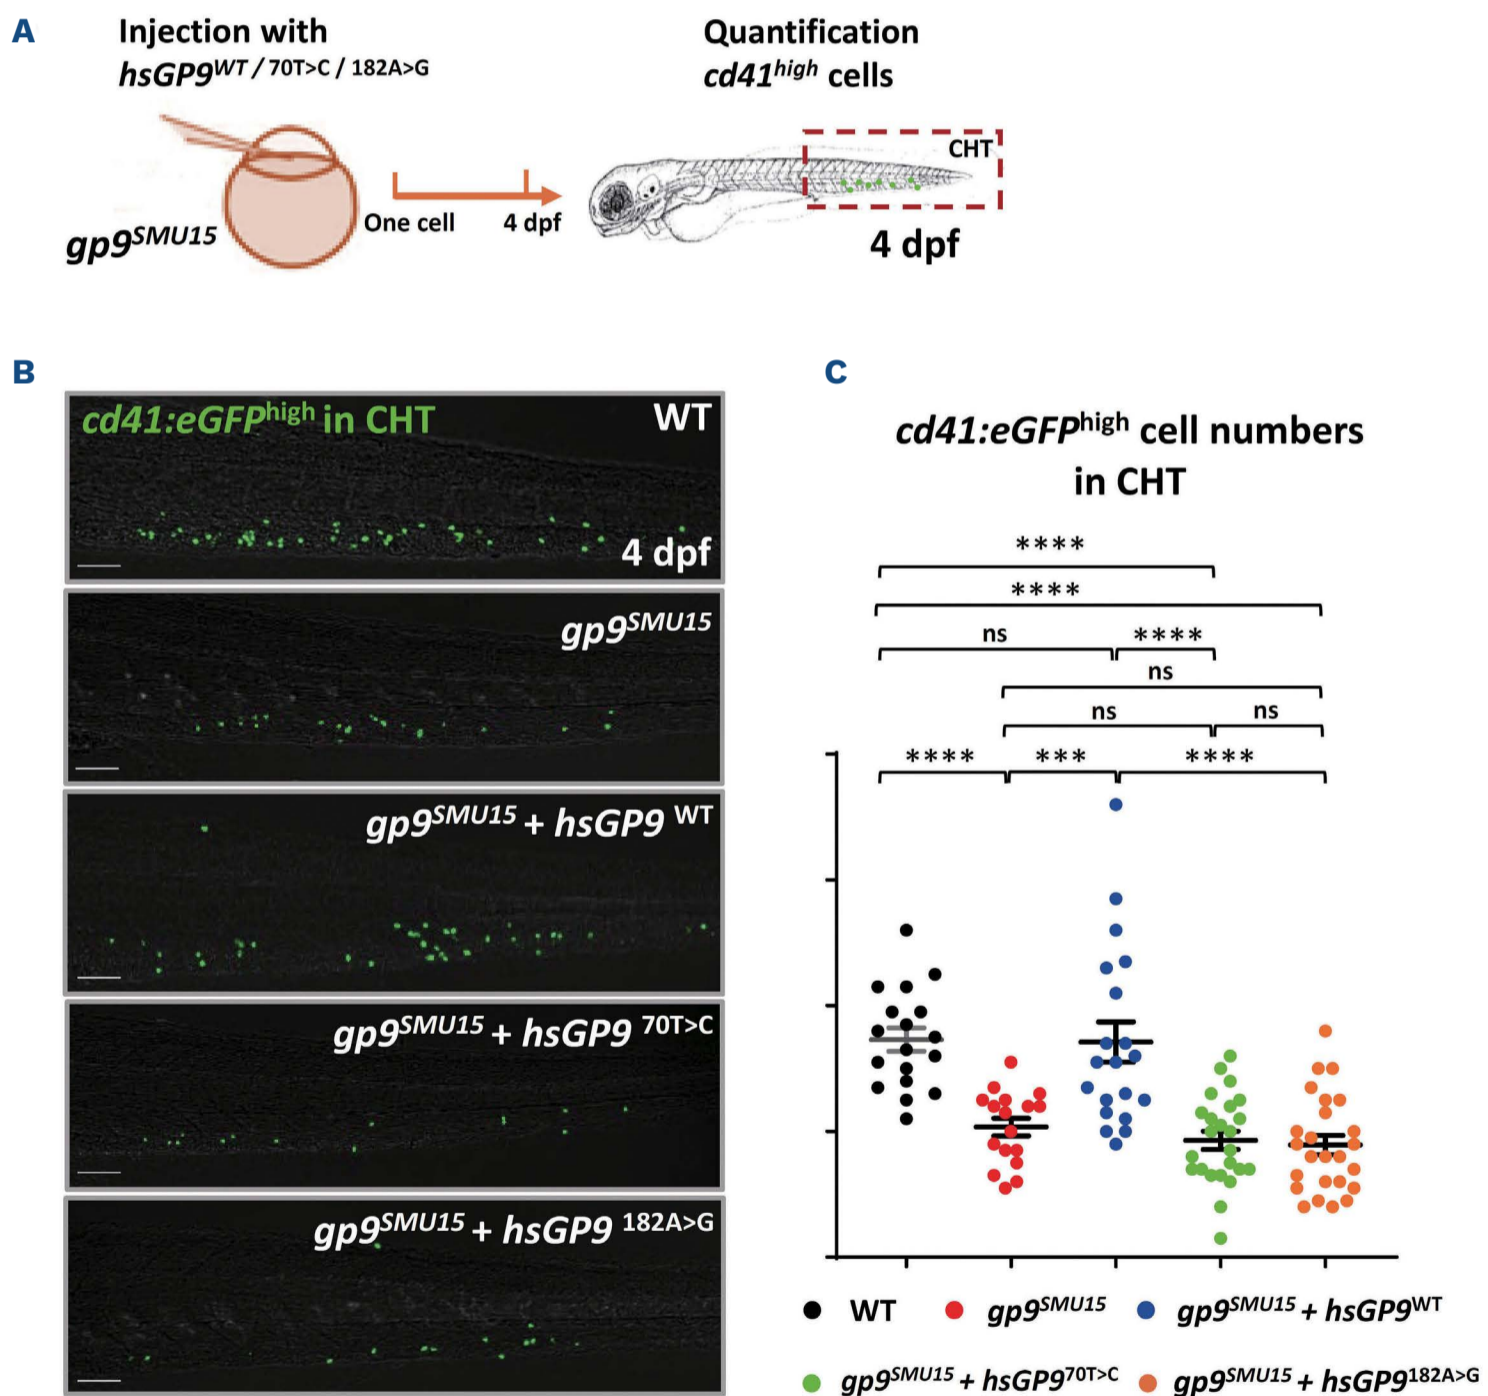 A
Injection with
hsGP9WT / 70T>C / 182A>G
gp9SMU15
One cell
4 dpf
Quantification
cd41high cells
CHT
4 dpf
B
cd41:eGFPhigh in CHT
WT
4 dpf
gp9SMU15
gp9SMU15 + hsGP9 WT
gp9SMU15 + hsGP9 70T>C
gp9SMU15 + hsGP9 182A>G
C
cd41:eGFPhigh cell numbers
in CHT
****
****
ns
****
ns
ns
ns
****
***
****
WT
gp9SMU15
gp9SMU15 + hsGP9WT
gp9SMU15 + hsGP970T>C
gp9SMU15 + hsGP9182A>G